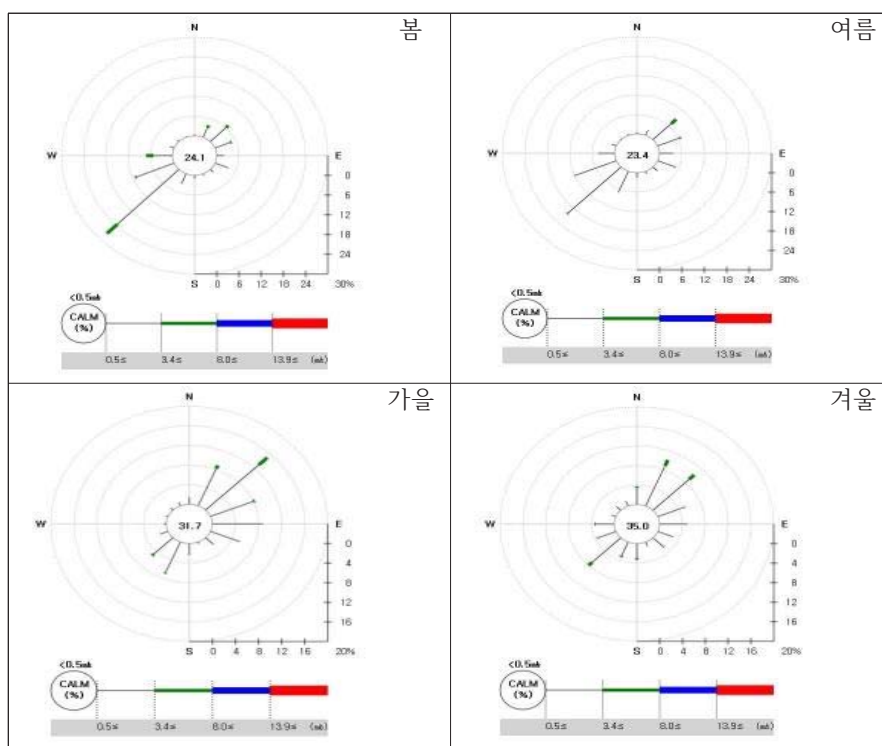 봄
N
W
24.1
E
0
6
12
18
24
S 0 6 12 18 24 30%
<0.5㎧
CALM
(%)
0.5≤ 3.4≤ 8.0≤ 13.9≤ (㎧)
여름
N
W
23.4
E
0
6
12
18
24
S 0 6 12 18 24 30%
<0.5㎧
CALM
(%)
0.5≤ 3.4≤ 8.0≤ 13.9≤ (㎧)
가을
N
W
31.7
E
0
4
8
12
16
S 0 4 8 12 16 20%
<0.5㎧
CALM
(%)
0.5≤ 3.4≤ 8.0≤ 13.9≤ (㎧)
겨울
N
W
35.0
E
0
4
8
12
16
S 0 4 8 12 16 20%
<0.5㎧
CALM
(%)
0.5≤ 3.4≤ 8.0≤ 13.9≤ (㎧)